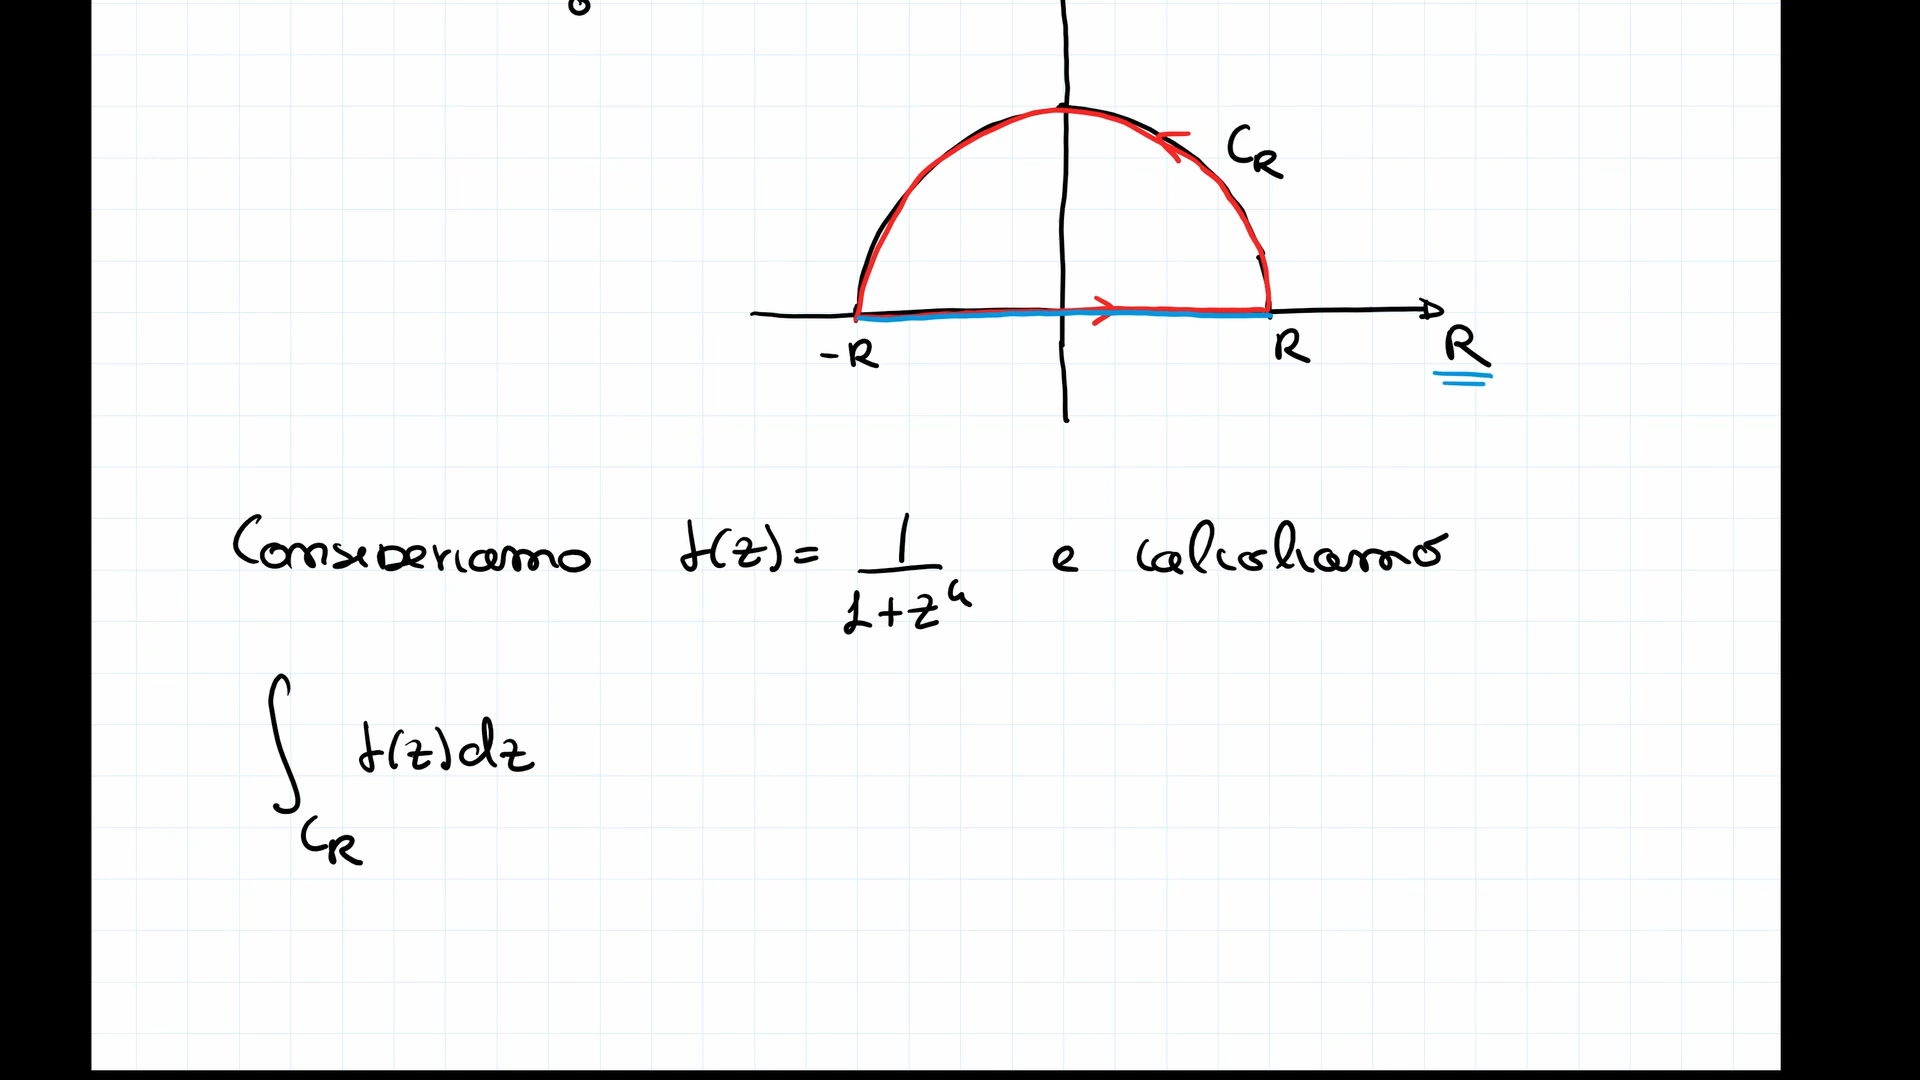 C_R
-R R R
Consideriamo f(z) = 1/(1+z^4) e calcoliamo
∫_{C_R} f(z)dz